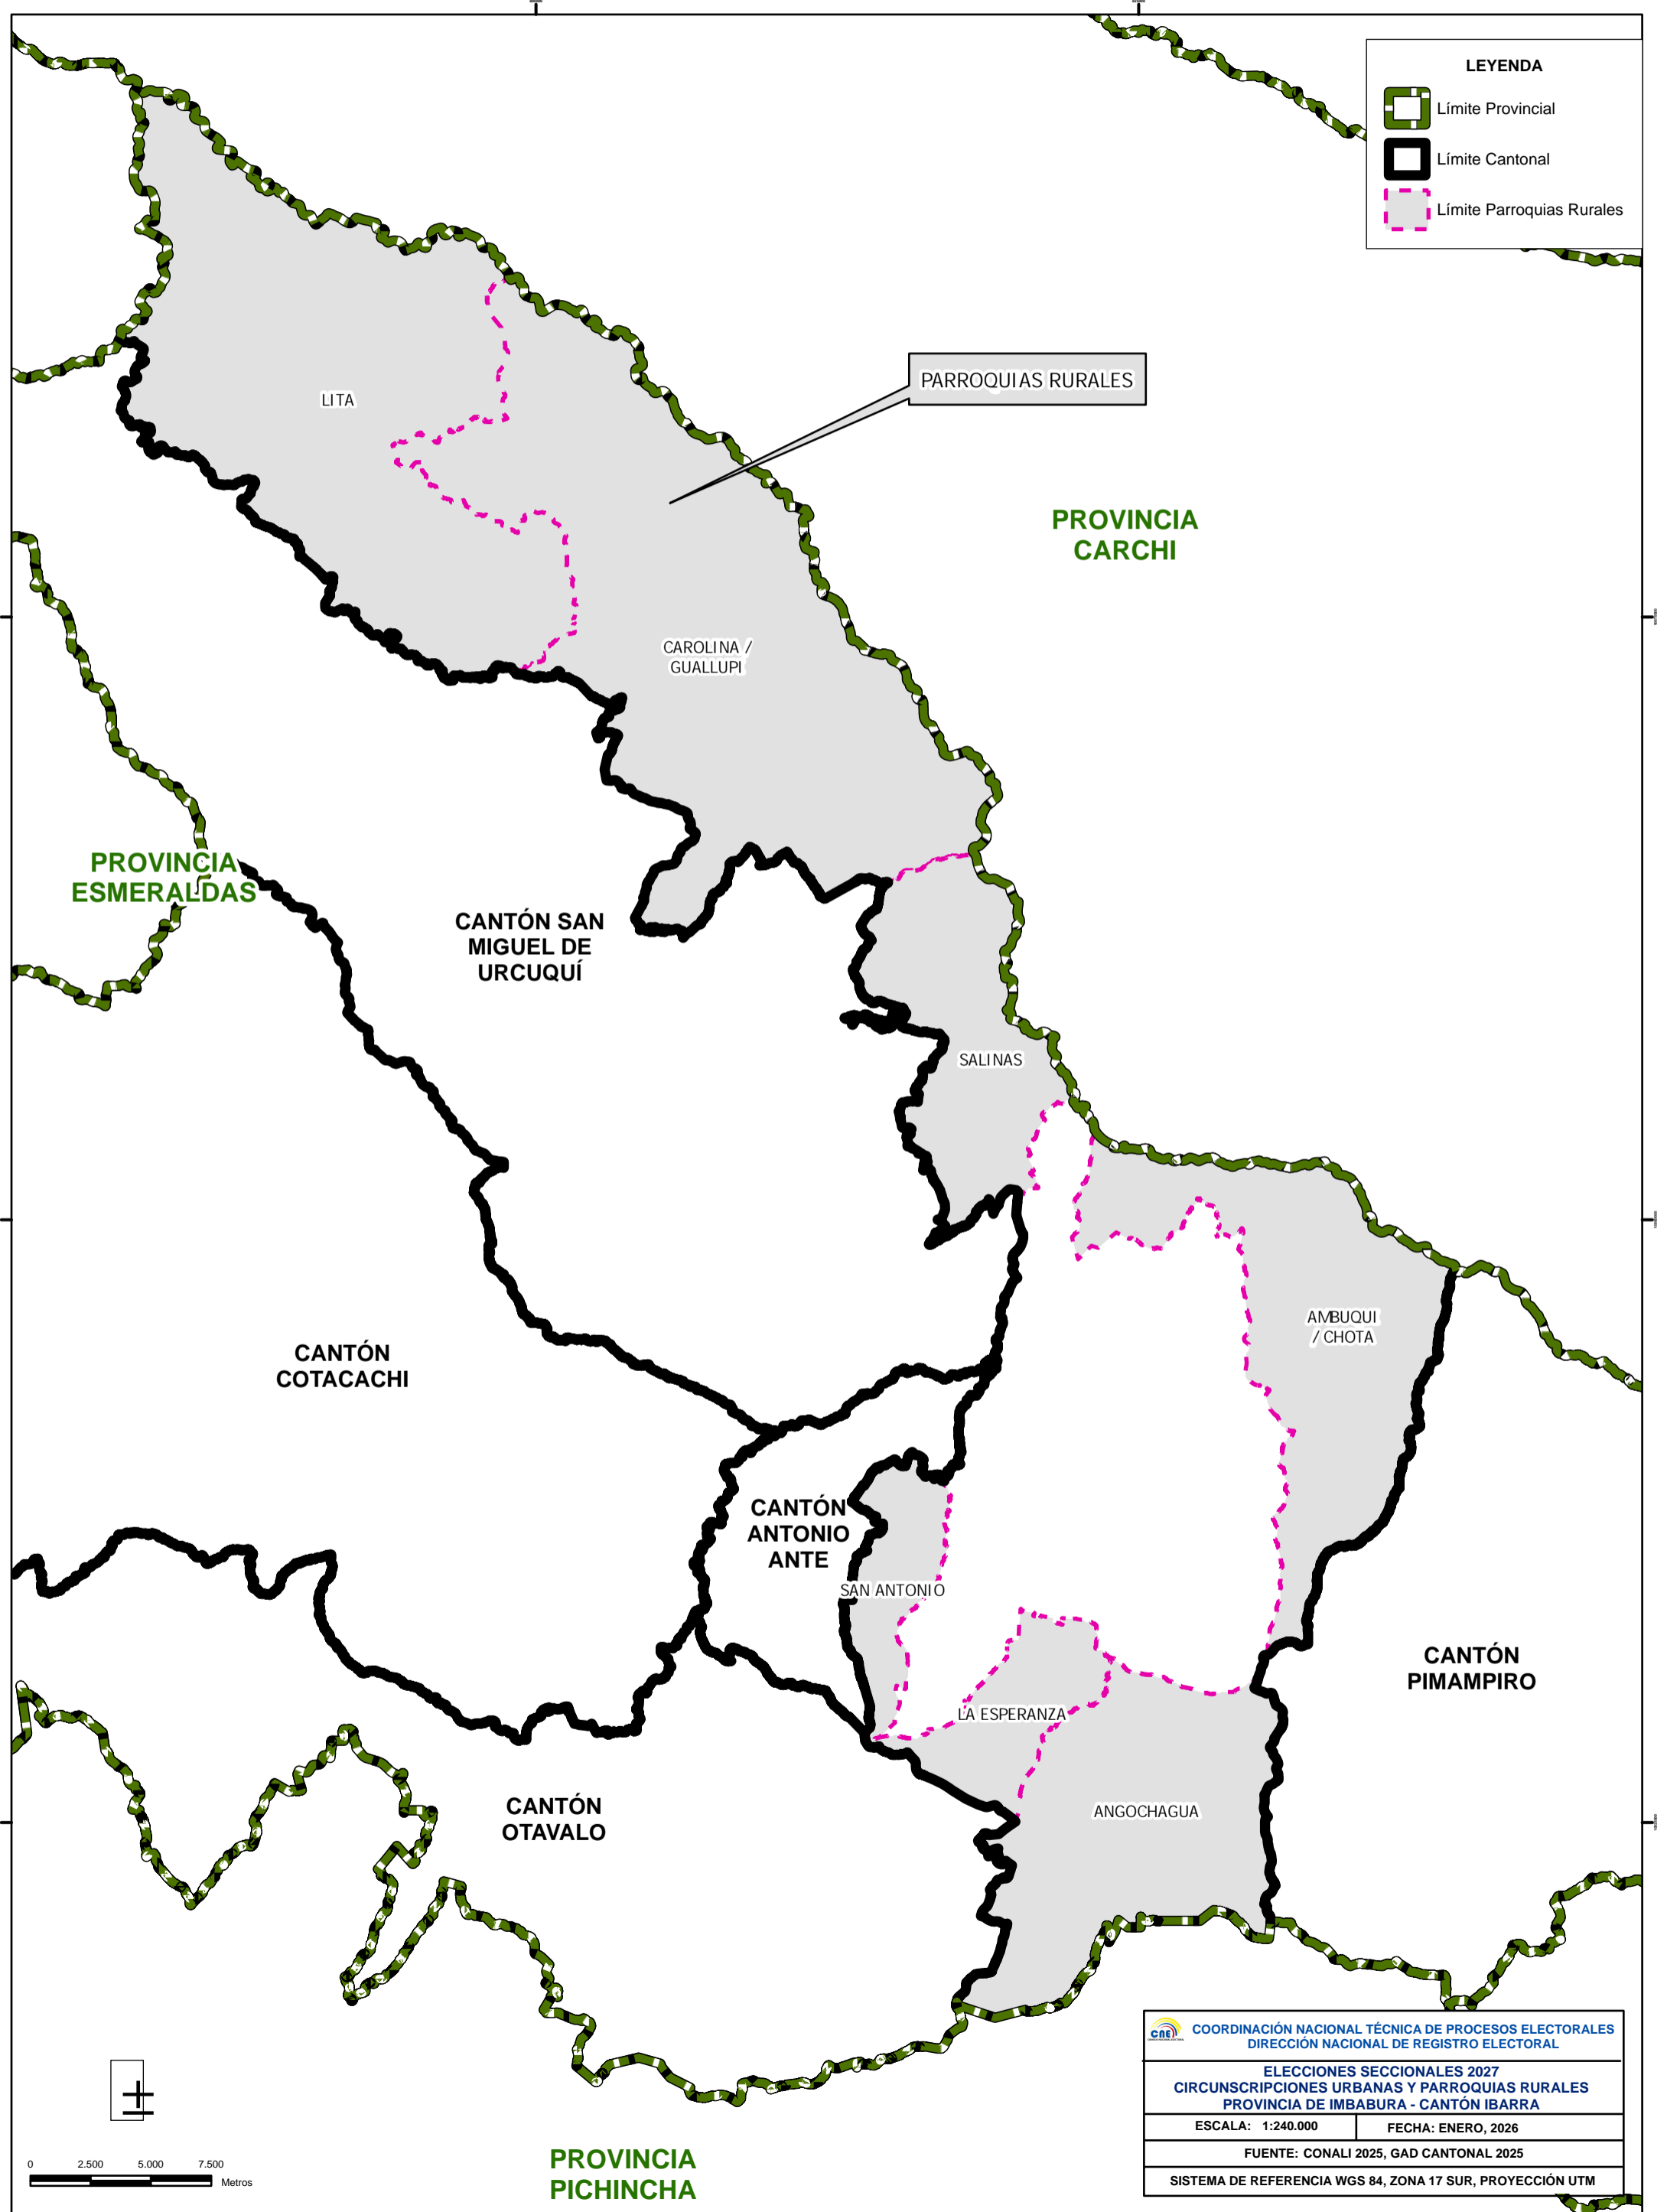 LEYENDA
Límite Provincial
Límite Cantonal
Límite Parroquias Rurales
PARROQUIAS RURALES
LITA
PROVINCIA
CARCHI
CAROLINA /
GUALLUPI
PROVINCIA
ESMERALDAS
CANTÓN SAN
MIGUEL DE
URCUQUÍ
SALINAS
AMBUQUI
/ CHOTA
CANTÓN
COTACACHI
CANTÓN
ANTONIO
ANTE
SAN ANTONIO
CANTÓN
PIMAMPIRO
LA ESPERANZA
CANTÓN
OTAVALO
ANGOCHAGUA
PROVINCIA
PICHINCHA
0 2.500 5.000 7.500
Metros
CNE
COORDINACIÓN NACIONAL TÉCNICA DE PROCESOS ELECTORALES
DIRECCIÓN NACIONAL DE REGISTRO ELECTORAL
ELECCIONES SECCIONALES 2027
CIRCUNSCRIPCIONES URBANAS Y PARROQUIAS RURALES
PROVINCIA DE IMBABURA - CANTÓN IBARRA
ESCALA: 1:240.000
FECHA: ENERO, 2026
FUENTE: CONALI 2025, GAD CANTONAL 2025
SISTEMA DE REFERENCIA WGS 84, ZONA 17 SUR, PROYECCIÓN UTM